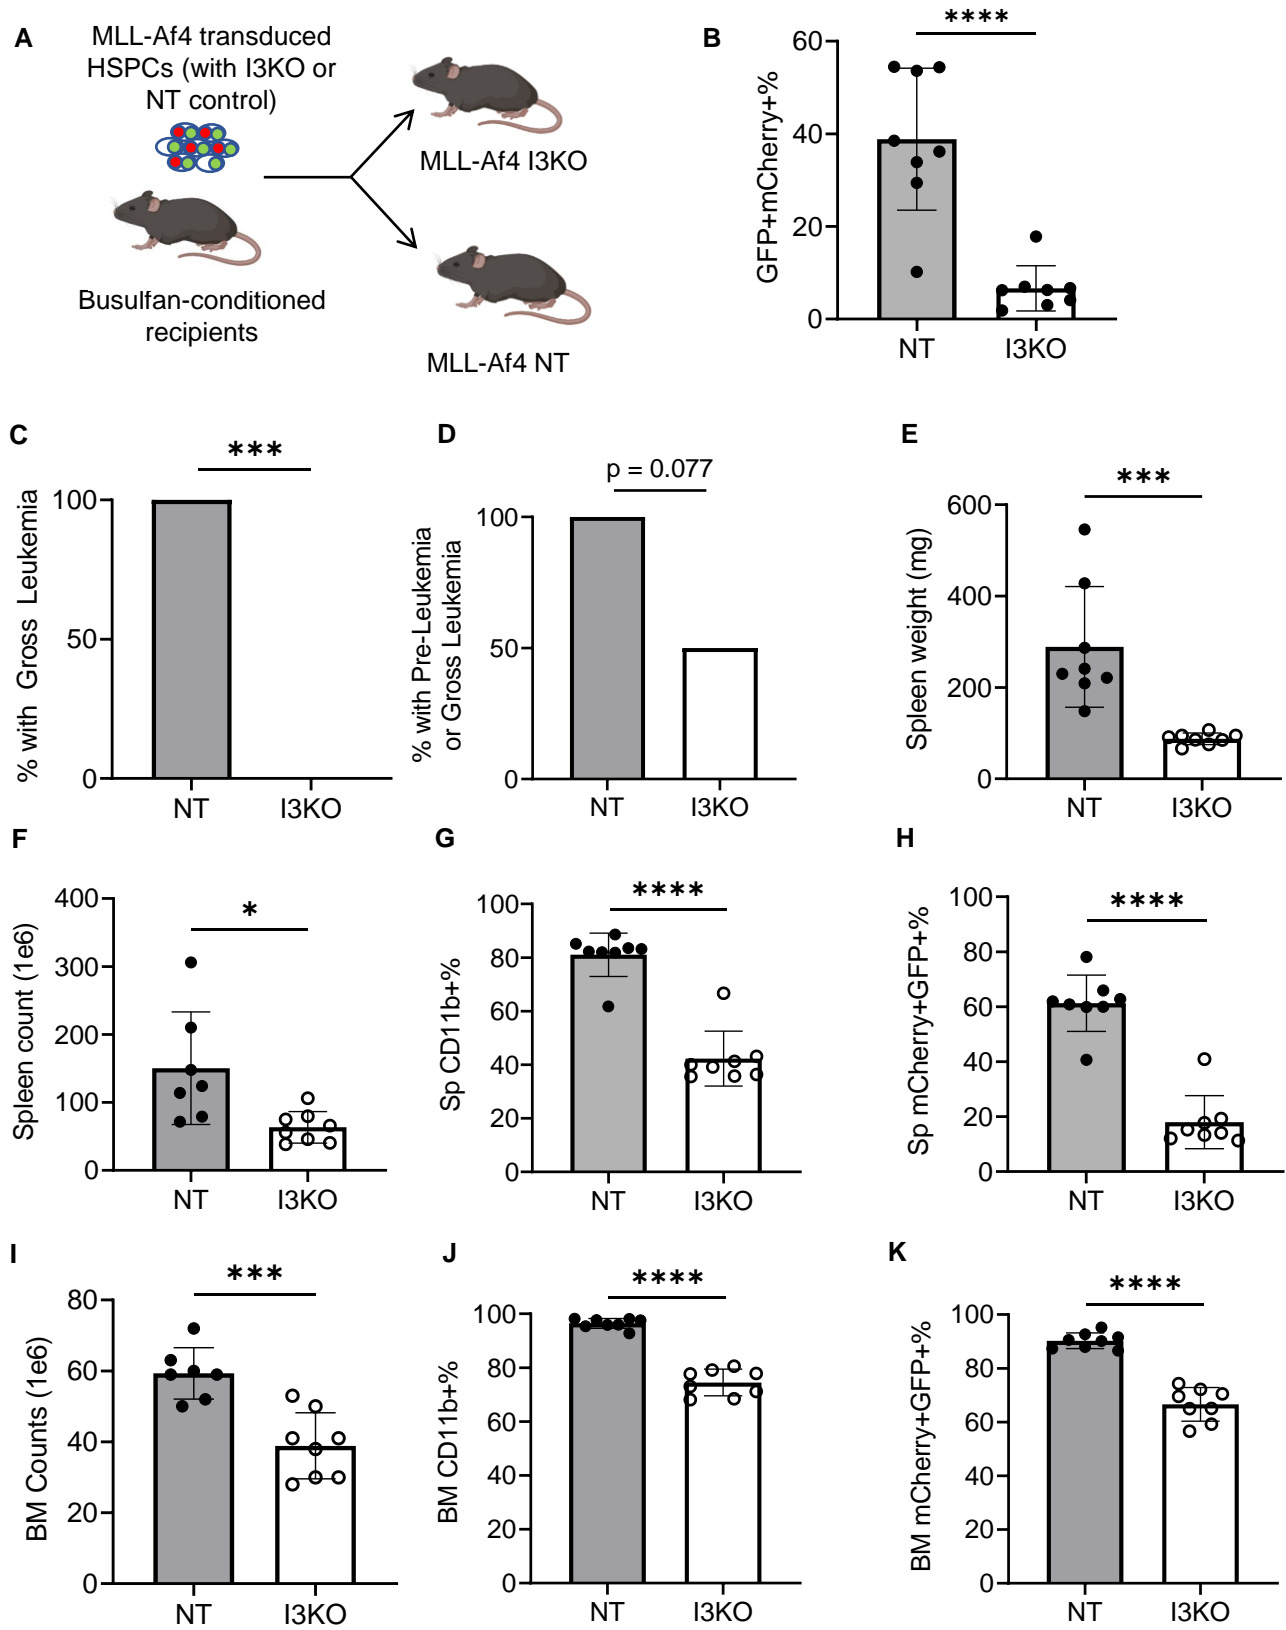 A
MLL-Af4 transduced
HSPCs (with I3KO or
NT control)
MLL-Af4 I3KO
Busulfan-conditioned
recipients
MLL-Af4 NT
B
****
GFP+mCherry+%
60
40
20
0
NT I3KO
C
***
% with Gross Leukemia
100
50
0
NT I3KO
D
p = 0.077
% with Pre-Leukemia
or Gross Leukemia
100
50
0
NT I3KO
E
***
Spleen weight (mg)
600
400
200
0
NT I3KO
F
*
Spleen count (1e6)
400
300
200
100
0
NT I3KO
G
****
Sp CD11b+%
100
80
60
40
20
0
NT I3KO
H
****
Sp mCherry+GFP+%
100
80
60
40
20
0
NT I3KO
I
***
BM Counts (1e6)
80
60
40
20
0
NT I3KO
J
****
BM CD11b+%
100
80
60
40
20
0
NT I3KO
K
****
BM mCherry+GFP+%
100
80
60
40
20
0
NT I3KO